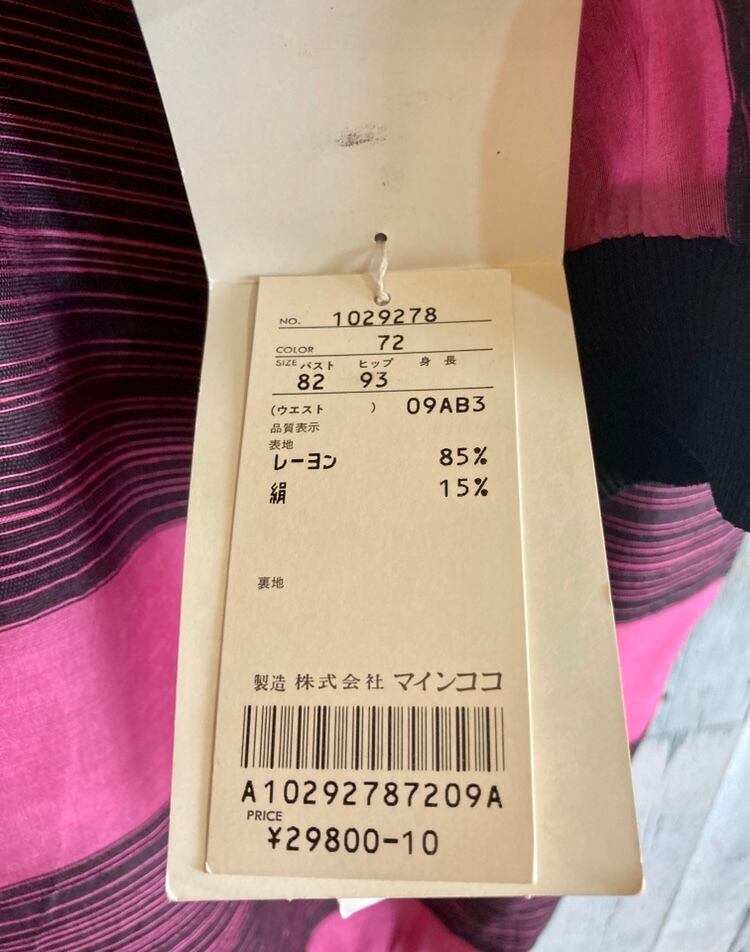 NO. 1029278
COLOR 72
SIZE バスト ヒップ 身長
82 93
(ウエスト ) 09AB3
品質表示
表地
レーヨン 85%
絹 15%
裏地
製造 株式会社 マインココ
A10292787209A
PRICE
¥29800-10